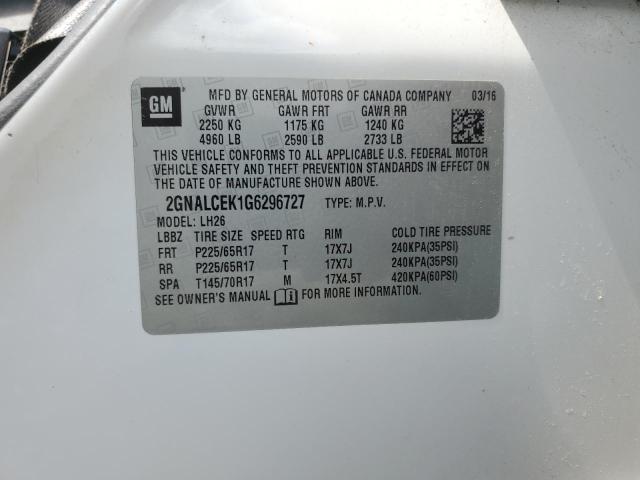 GM
MFD BY GENERAL MOTORS OF CANADA COMPANY 03/16
GVWR GAWR FRT GAWR RR
2250 KG 1175 KG 1240 KG
4960 LB 2590 LB 2733 LB
THIS VEHICLE CONFORMS TO ALL APPLICABLE U.S. FEDERAL MOTOR
VEHICLE SAFETY AND THEFT PREVENTION STANDARDS IN EFFECT ON
THE DATE OF MANUFACTURE SHOWN ABOVE.
2GNALCEK1G6296727 TYPE: M.P.V.
MODEL: LH26
LBBZ TIRE SIZE SPEED RTG RIM COLD TIRE PRESSURE
FRT P225/65R17 T 17X7J 240KPA(35PSI)
RR P225/65R17 T 17X7J 240KPA(35PSI)
SPA T145/70R17 M 17X4.5T 420KPA(60PSI)
SEE OWNER'S MANUAL FOR MORE INFORMATION.